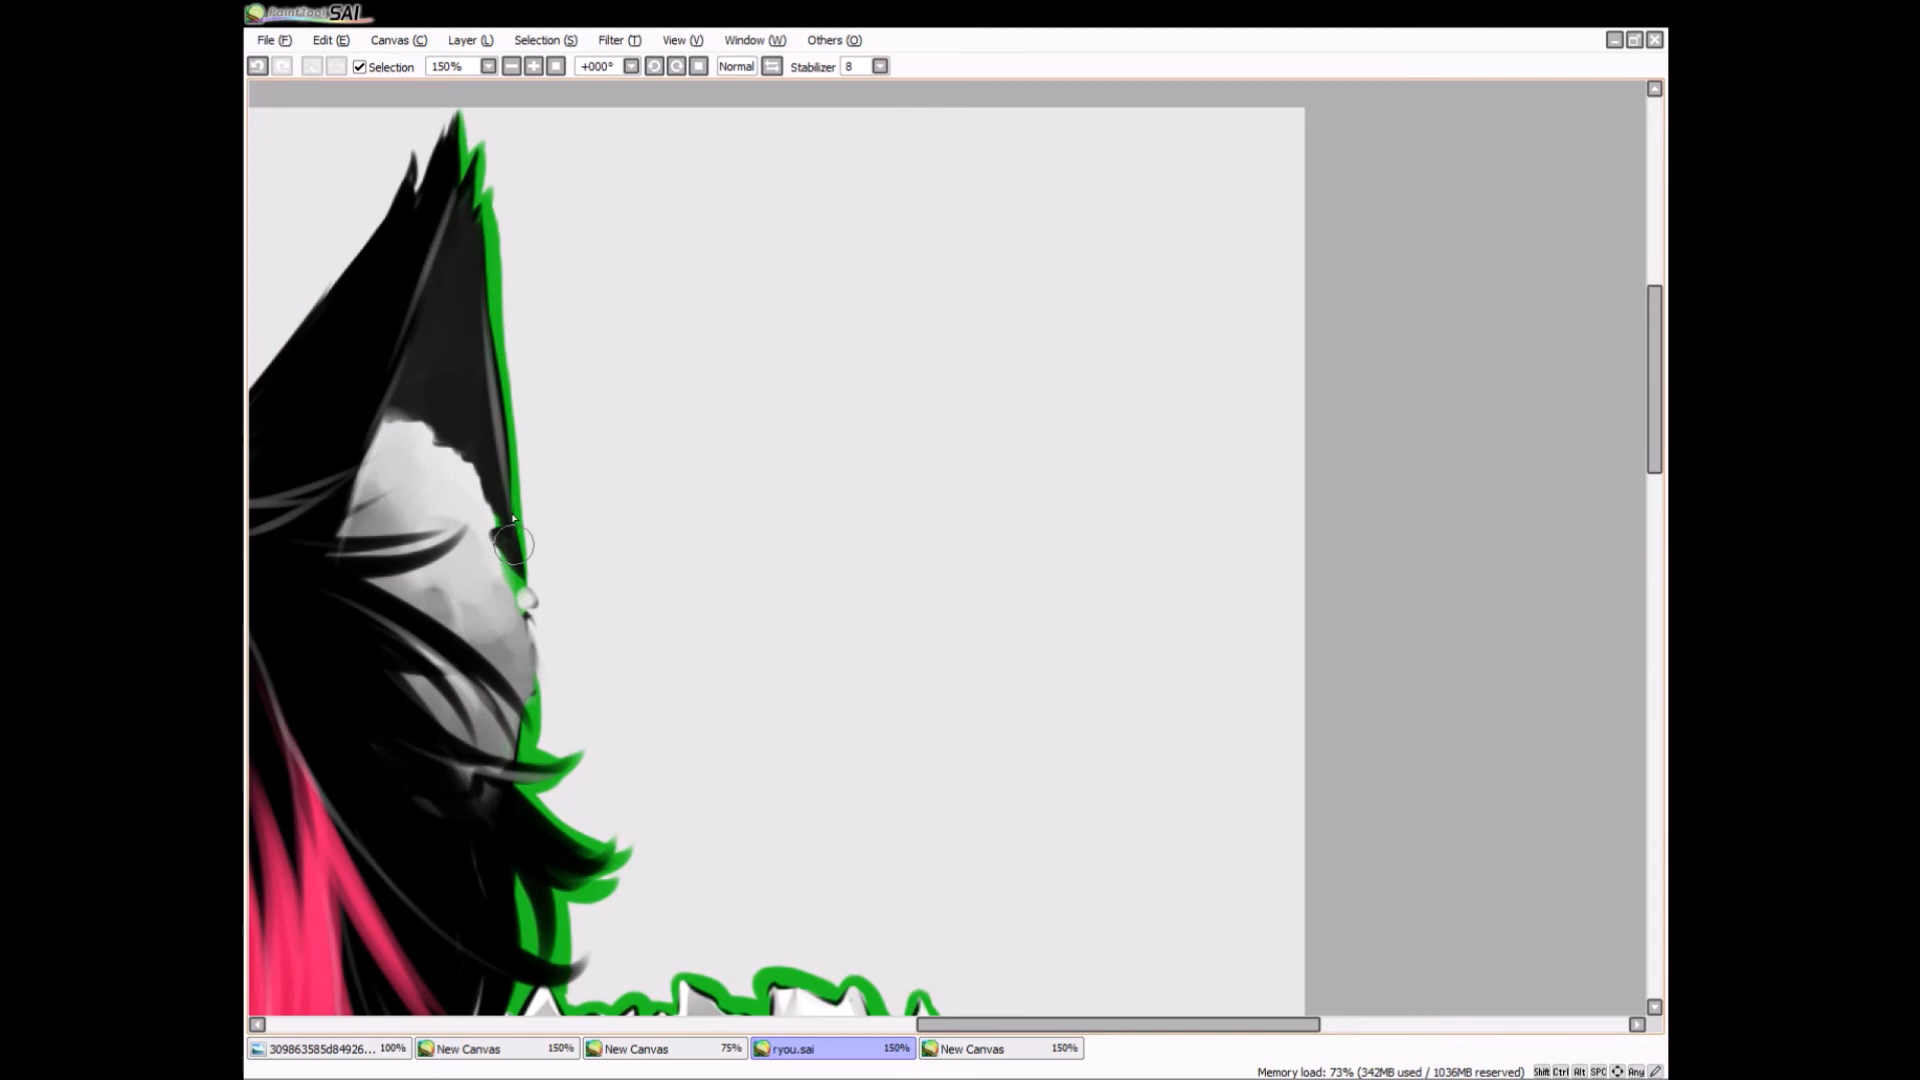 PaintTool SAI
File (F) Edit (E) Canvas (C) Layer (L) Selection (S) Filter (T) View (V) Window (W) Others (O)
Selection 150% +000° Normal Stabilizer 8
309863585d84926... 100% New Canvas 150% New Canvas 75% ryou.sai 150% New Canvas 150%
Memory load: 73% (342MB used / 1036MB reserved) Shift Ctrl Alt SPC Any